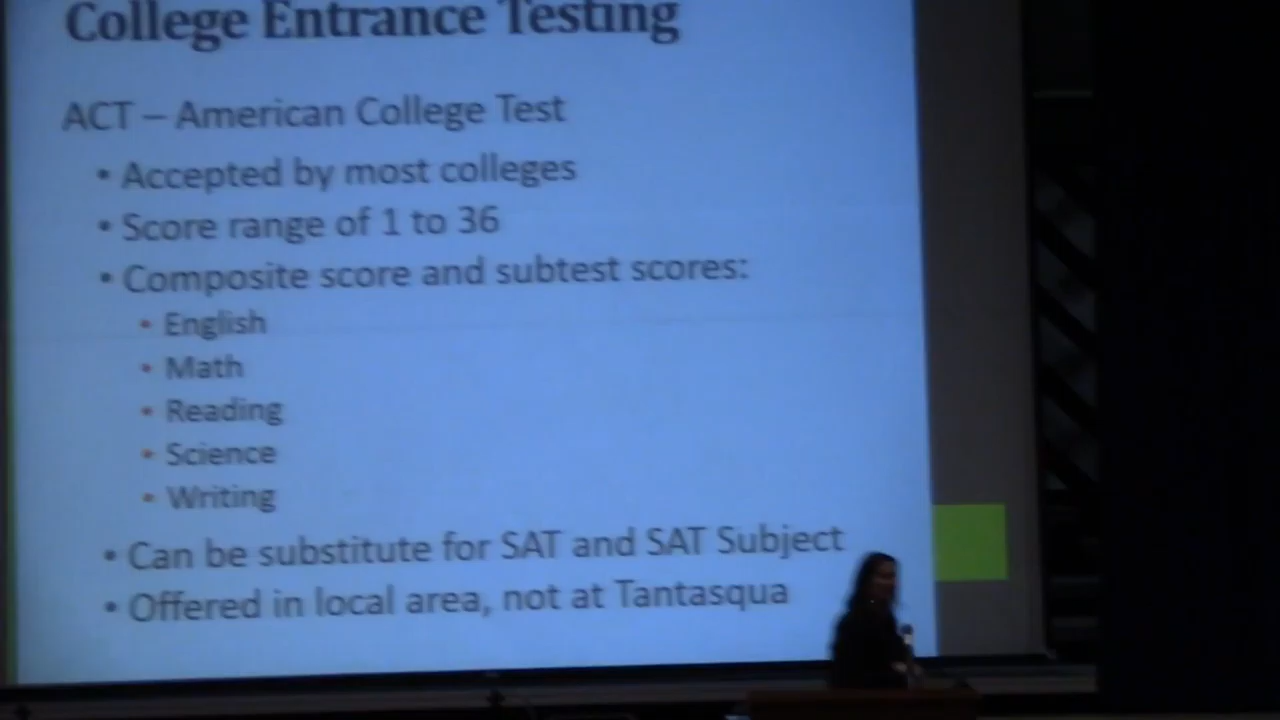 College Entrance Testing
ACT – American College Test
• Accepted by most colleges
• Score range of 1 to 36
• Composite score and subtest scores:
• English
• Math
• Reading
• Science
• Writing
• Can be substitute for SAT and SAT Subject
• Offered in local area, not at Tantasqua